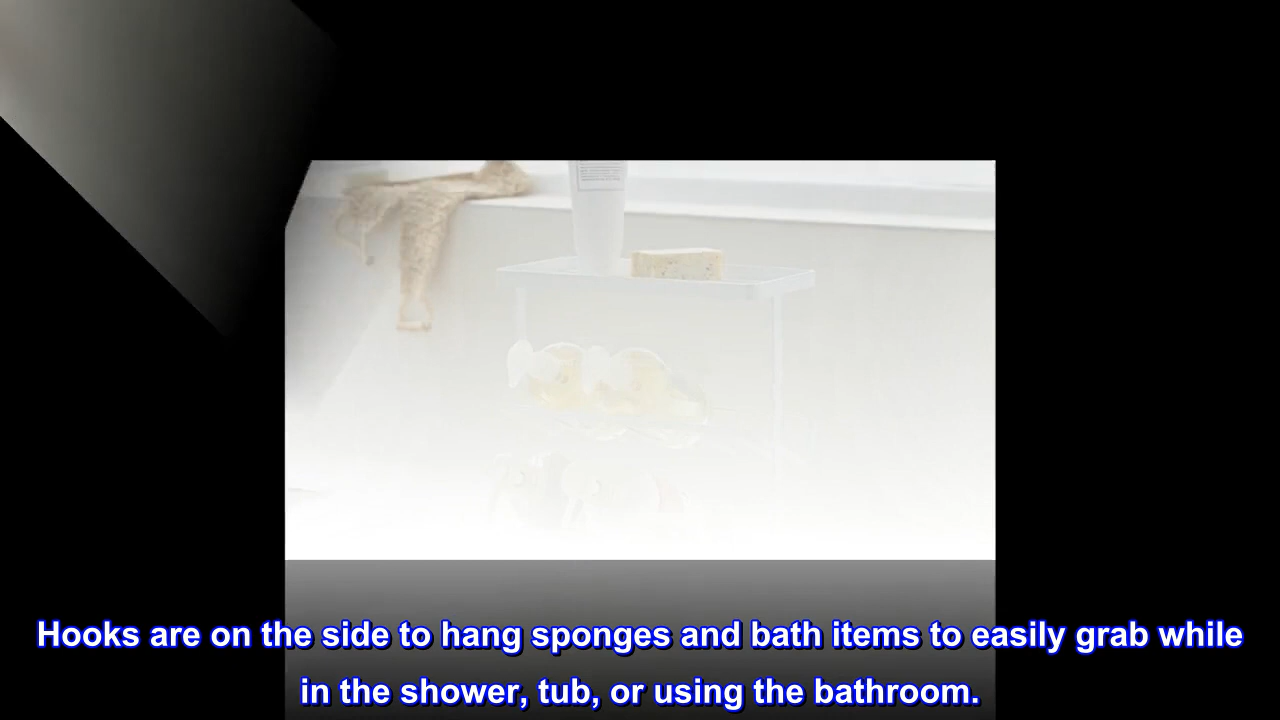 Hooks are on the side to hang sponges and bath items to easily grab while
in the shower, tub, or using the bathroom.